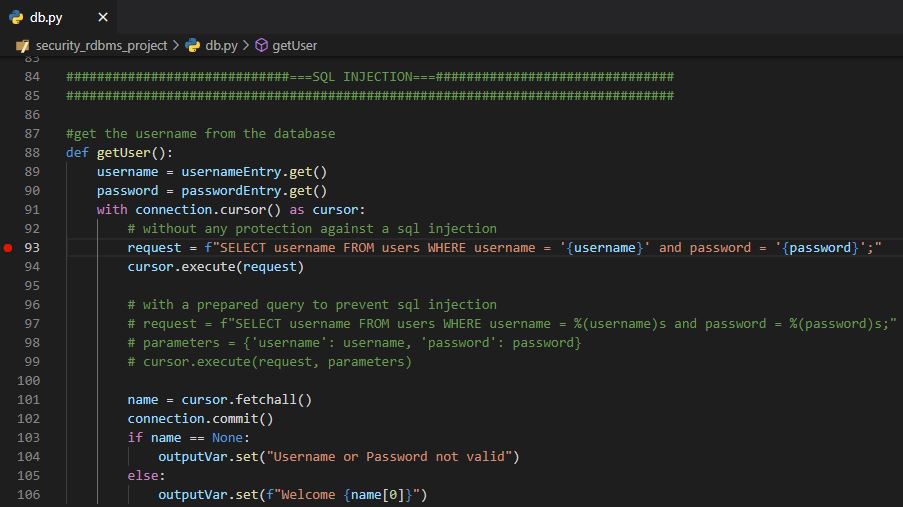 db.py
security_rdbms_project > db.py > getUser
83
84 #############################===SQL INJECTION===###############################
85 ###############################################################################
86
87 #get the username from the database
88 def getUser():
89     username = usernameEntry.get()
90     password = passwordEntry.get()
91     with connection.cursor() as cursor:
92         # without any protection against a sql injection
93         request = f"SELECT username FROM users WHERE username = '{username}' and password = '{password}';"
94         cursor.execute(request)
95
96         # with a prepared query to prevent sql injection
97         # request = f"SELECT username FROM users WHERE username = %(username)s and password = %(password)s;"
98         # parameters = {'username': username, 'password': password}
99         # cursor.execute(request, parameters)
100
101         name = cursor.fetchall()
102         connection.commit()
103         if name == None:
104             outputVar.set("Username or Password not valid")
105         else:
106             outputVar.set(f"Welcome {name[0]}")